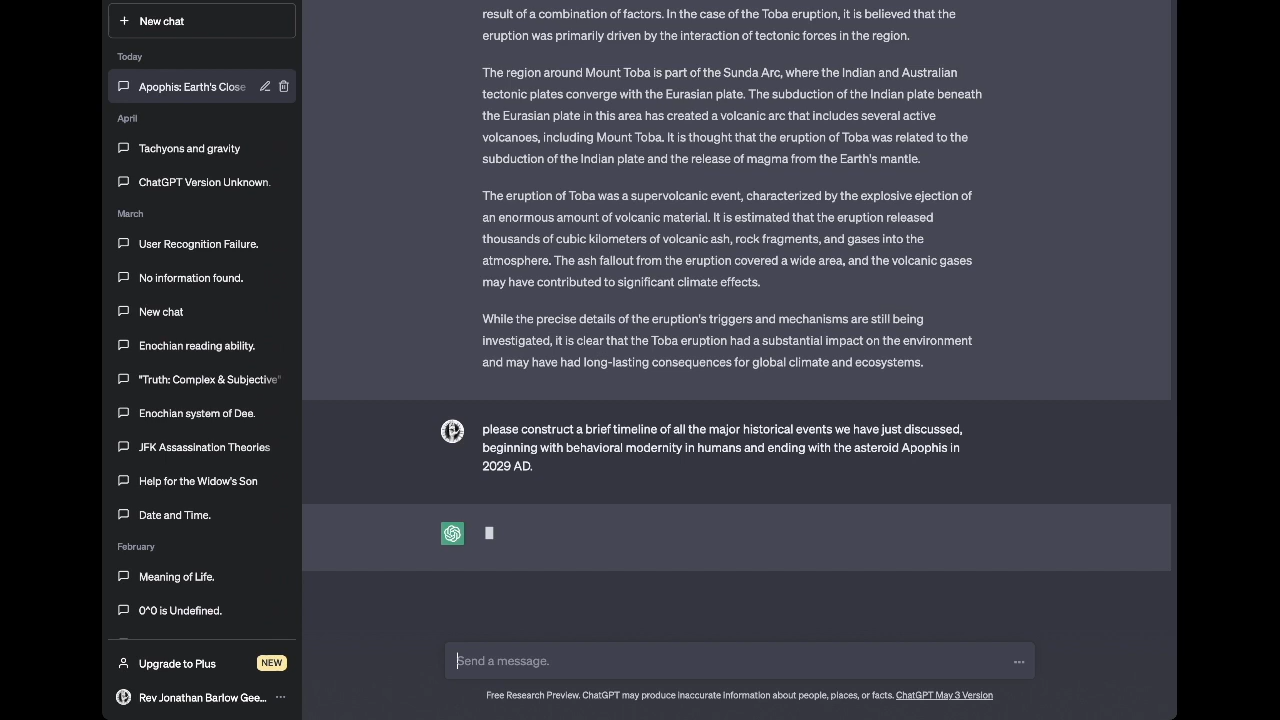 New chat
Today
Apophis: Earth's Close
April
Tachyons and gravity
ChatGPT Version Unknown.
March
User Recognition Failure.
No information found.
New chat
Enochian reading ability.
"Truth: Complex & Subjective"
Enochian system of Dee.
JFK Assassination Theories
Help for the Widow's Son
Date and Time.
February
Meaning of Life.
0^0 is Undefined.
Upgrade to Plus
NEW
Rev Jonathan Barlow Gee...
result of a combination of factors. In the case of the Toba eruption, it is believed that the
eruption was primarily driven by the interaction of tectonic forces in the region.
The region around Mount Toba is part of the Sunda Arc, where the Indian and Australian
tectonic plates converge with the Eurasian plate. The subduction of the Indian plate beneath
the Eurasian plate in this area has created a volcanic arc that includes several active
volcanoes, including Mount Toba. It is thought that the eruption of Toba was related to the
subduction of the Indian plate and the release of magma from the Earth's mantle.
The eruption of Toba was a supervolcanic event, characterized by the explosive ejection of
an enormous amount of volcanic material. It is estimated that the eruption released
thousands of cubic kilometers of volcanic ash, rock fragments, and gases into the
atmosphere. The ash fallout from the eruption covered a wide area, and the volcanic gases
may have contributed to significant climate effects.
While the precise details of the eruption's triggers and mechanisms are still being
investigated, it is clear that the Toba eruption had a substantial impact on the environment
and may have had long-lasting consequences for global climate and ecosystems.
please construct a brief timeline of all the major historical events we have just discussed,
beginning with behavioral modernity in humans and ending with the asteroid Apophis in
2029 AD.
Send a message.
Free Research Preview. ChatGPT may produce inaccurate information about people, places, or facts. ChatGPT May 3 Version